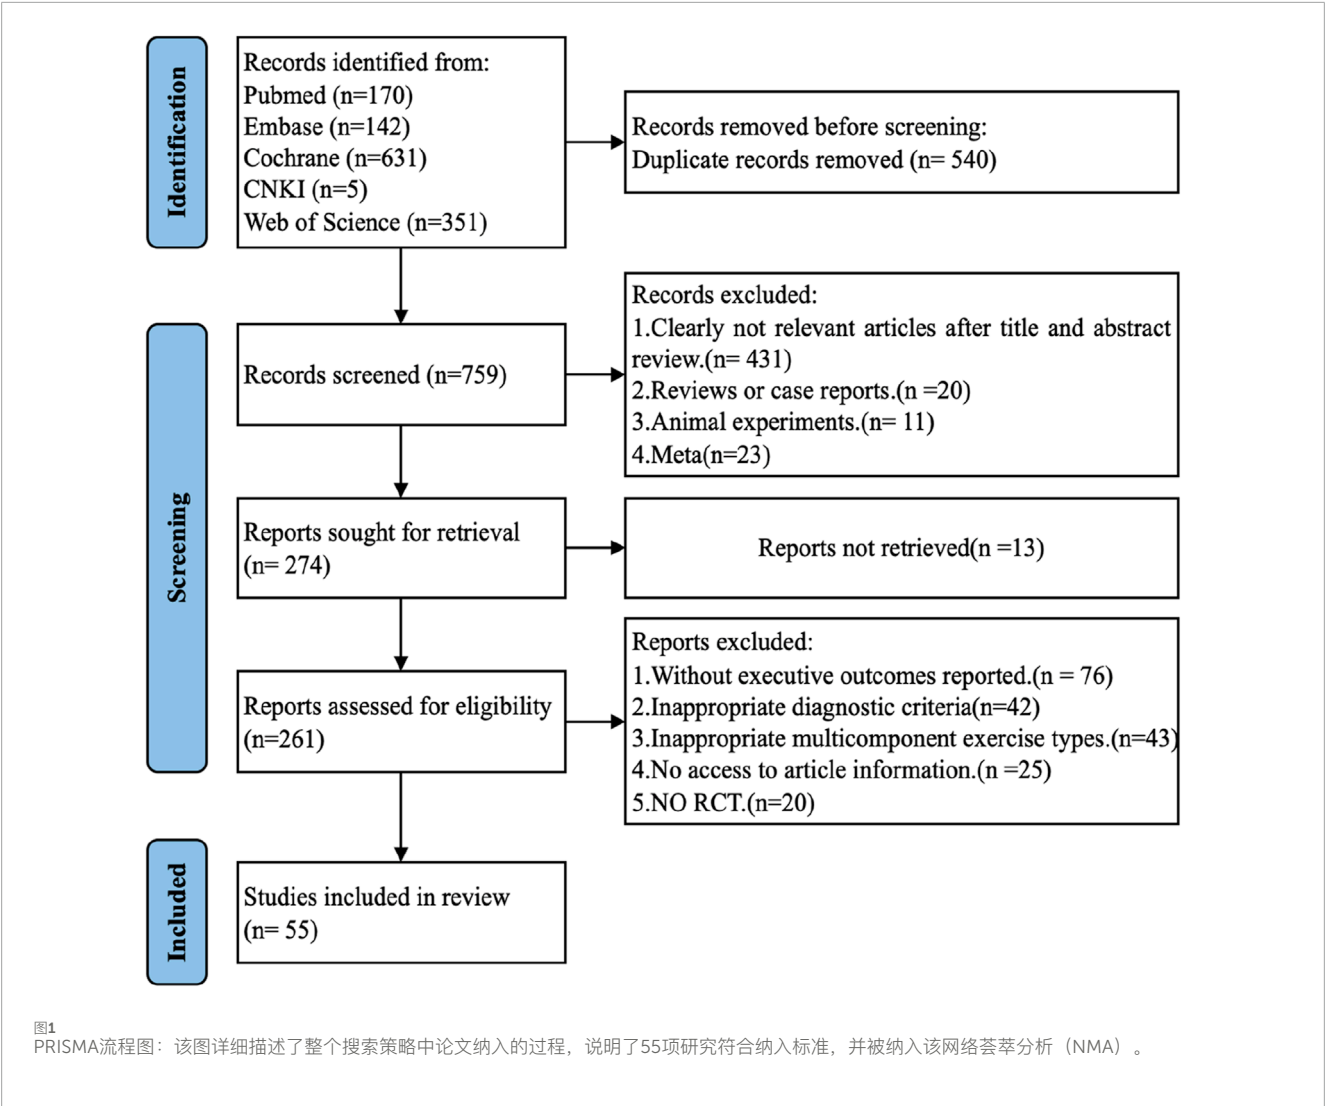 Identification
Records identified from:
Pubmed (n=170)
Embase (n=142)
Cochrane (n=631)
CNKI (n=5)
Web of Science (n=351)
Records removed before screening:
Duplicate records removed (n= 540)
Screening
Records screened (n=759)
Records excluded:
1.Clearly not relevant articles after title and abstract
review.(n= 431)
2.Reviews or case reports.(n =20)
3.Animal experiments.(n= 11)
4.Meta(n=23)
Reports sought for retrieval
(n= 274)
Reports not retrieved(n =13)
Reports assessed for eligibility
(n=261)
Reports excluded:
1.Without executive outcomes reported.(n = 76)
2.Inappropriate diagnostic criteria(n=42)
3.Inappropriate multicomponent exercise types.(n=43)
4.No access to article information.(n =25)
5.NO RCT.(n=20)
Included
Studies included in review
(n= 55)
图1
PRISMA流程图：该图详细描述了整个搜索策略中论文纳入的过程，说明了55项研究符合纳入标准，并被纳入该网络荟萃分析（NMA）。